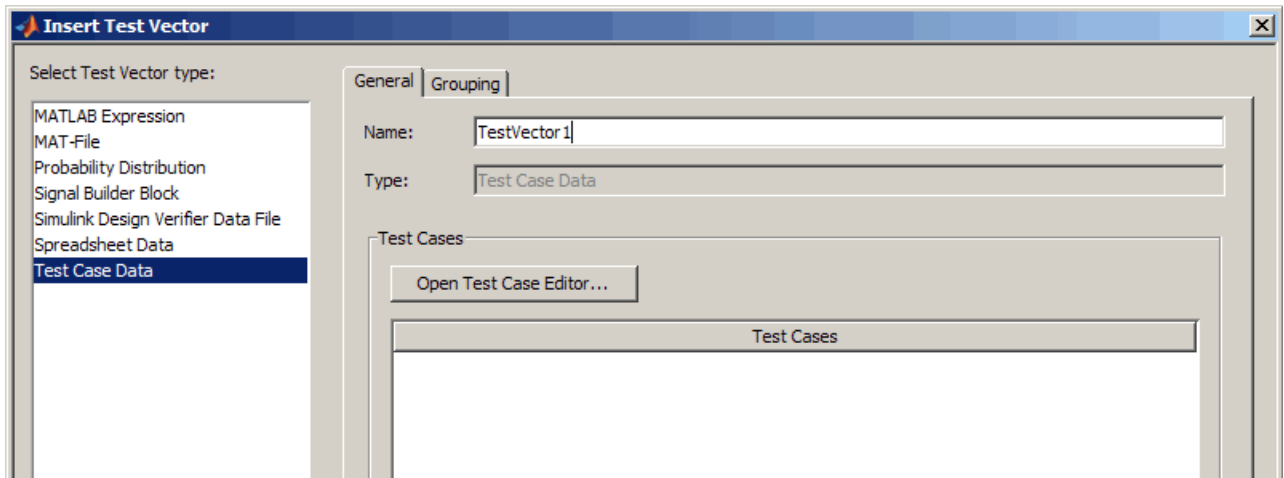 Insert Test Vector
Select Test Vector type:
MATLAB Expression
MAT-File
Probability Distribution
Signal Builder Block
Simulink Design Verifier Data File
Spreadsheet Data
Test Case Data
General
Grouping
Name:
TestVector1
Type:
Test Case Data
Test Cases
Open Test Case Editor...
Test Cases